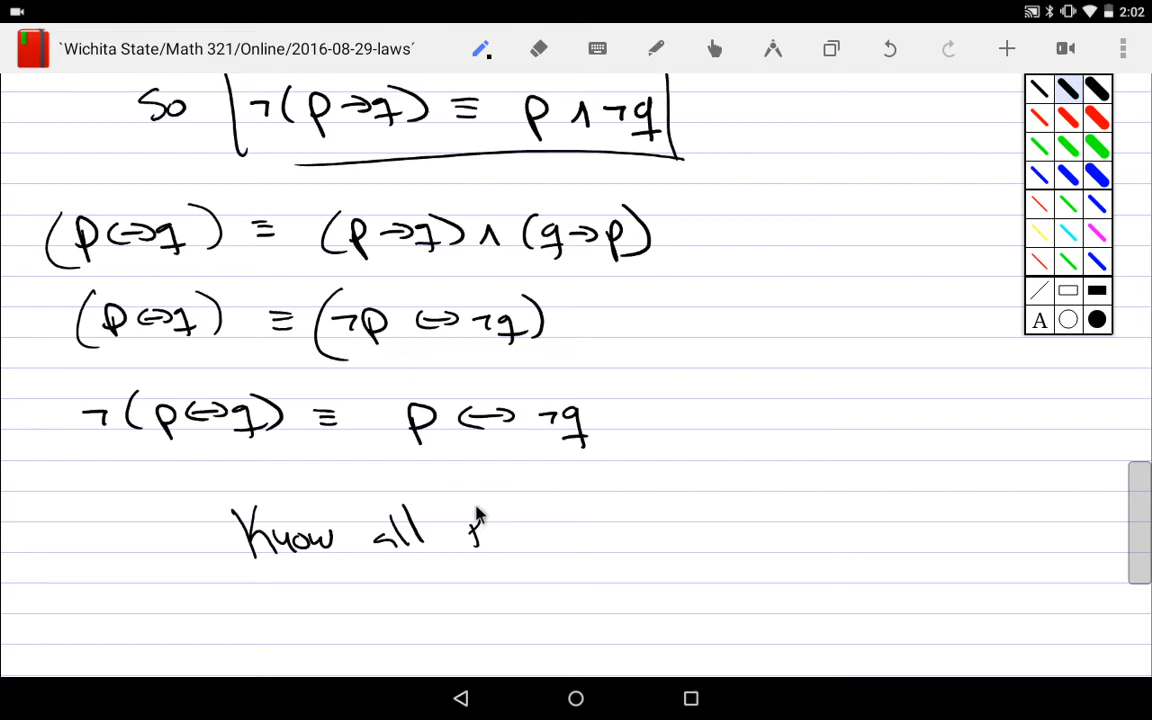 2:02
`Wichita State/Math 321/Online/2016-08-29-laws´
So ¬(p→q) ≡ p ∧ ¬q
(p↔q) ≡ (p→q) ∧ (q→p)
(p↔q) ≡ (¬p ↔ ¬q)
¬(p↔q) ≡ p ↔ ¬q
Know all
A